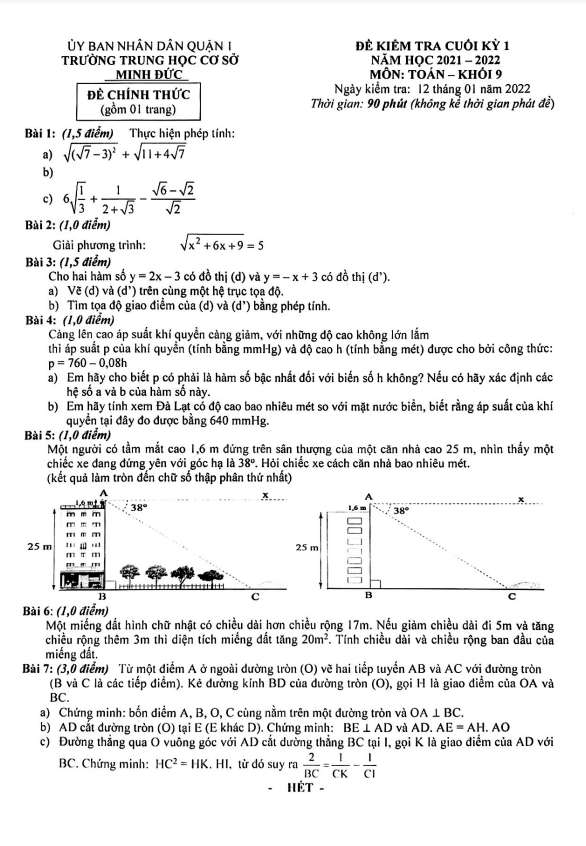 ỦY BAN NHÂN DÂN QUẬN 1
TRƯỜNG TRUNG HỌC CƠ SỞ
MINH ĐỨC
ĐỀ CHÍNH THỨC
(gồm 01 trang)
ĐỀ KIỂM TRA CUỐI KỲ 1
NĂM HỌC 2021 – 2022
MÔN: TOÁN – KHỐI 9
Ngày kiểm tra: 12 tháng 01 năm 2022
Thời gian: 90 phút (không kể thời gian phát đề)
Bài 1: (1,5 điểm) Thực hiện phép tính:
a) √((√7 – 3)²) + √(11 + 4√7)
b)
c) 6√(1/3) + 1/(2 + √3) – (√6 – √2)/√2
Bài 2: (1,0 điểm)
Giải phương trình: √(x² + 6x + 9) = 5
Bài 3: (1,5 điểm)
Cho hai hàm số y = 2x – 3 có đồ thị (d) và y = – x + 3 có đồ thị (d').
a) Vẽ (d) và (d') trên cùng một hệ trục tọa độ.
b) Tìm tọa độ giao điểm của (d) và (d') bằng phép tính.
Bài 4: (1,0 điểm)
Càng lên cao áp suất khí quyển càng giảm, với những độ cao không lớn lắm
thì áp suất p của khí quyển (tính bằng mmHg) và độ cao h (tính bằng mét) được cho bởi công thức:
p = 760 – 0,08h
a) Em hãy cho biết p có phải là hàm số bậc nhất đối với biến số h không? Nếu có hãy xác định các
hệ số a và b của hàm số này.
b) Em hãy tính xem Đà Lạt có độ cao bao nhiêu mét so với mặt nước biển, biết rằng áp suất của khí
quyển tại đây đo được bằng 640 mmHg.
Bài 5: (1,0 điểm)
Một người có tầm mắt cao 1,6 m đứng trên sân thượng của một căn nhà cao 25 m, nhìn thấy một
chiếc xe đang đứng yên với góc hạ là 38º. Hỏi chiếc xe cách căn nhà bao nhiêu mét.
(kết quả làm tròn đến chữ số thập phân thứ nhất)
A x
1,6 m 38º
25 m
B C
A x
1,6 m 38º
25 m
B C
Bài 6: (1,0 điểm)
Một miếng đất hình chữ nhật có chiều dài hơn chiều rộng 17m. Nếu giảm chiều dài đi 5m và tăng
chiều rộng thêm 3m thì diện tích miếng đất tăng 20m². Tính chiều dài và chiều rộng ban đầu của
miếng đất.
Bài 7: (3,0 điểm) Từ một điểm A ở ngoài đường tròn (O) vẽ hai tiếp tuyến AB và AC với đường tròn
(B và C là các tiếp điểm). Kẻ đường kính BD của đường tròn (O), gọi H là giao điểm của OA và
BC.
a) Chứng minh: bốn điểm A, B, O, C cùng nằm trên một đường tròn và OA ⊥ BC.
b) AD cắt đường tròn (O) tại E (E khác D). Chứng minh: BE ⊥ AD và AD. AE = AH. AO
c) Đường thẳng qua O vuông góc với AD cắt đường thẳng BC tại I, gọi K là giao điểm của AD với
BC. Chứng minh: HC² = HK. HI, từ đó suy ra 2/BC = 1/CK – 1/CI
- HẾT -